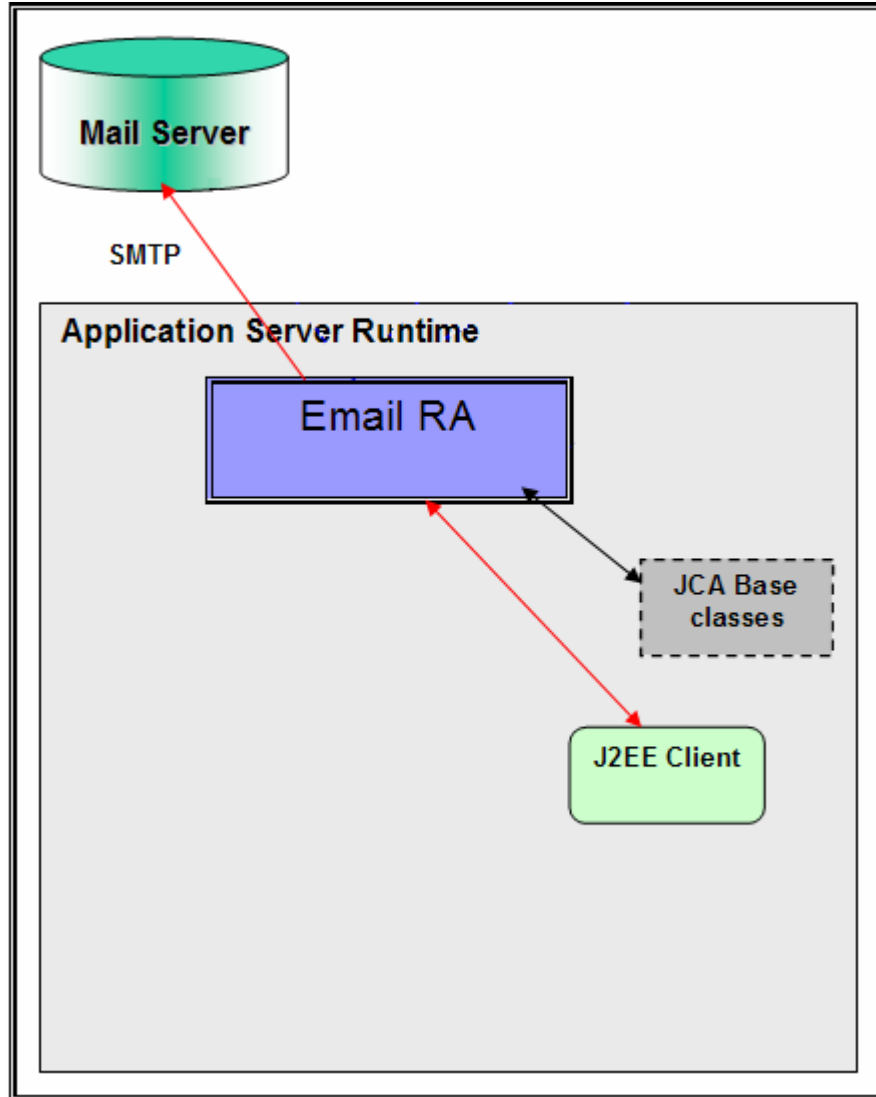 Mail Server
SMTP
Application Server Runtime
Email RA
JCA Base
classes
J2EE Client